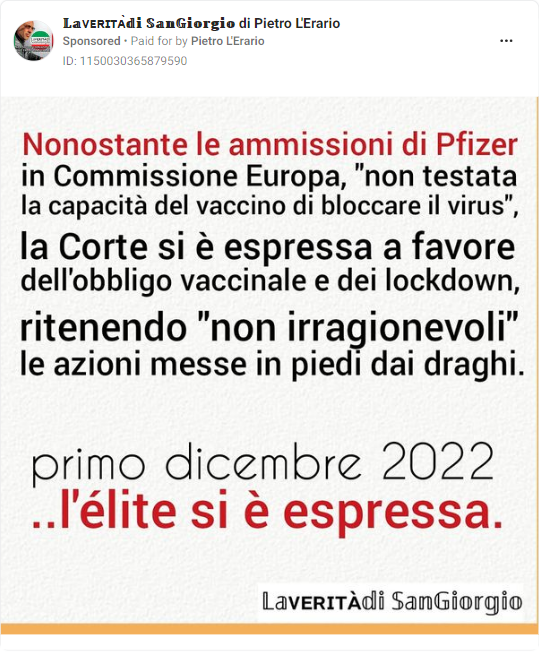 LaVERITÀdi SanGiorgio di Pietro L'Erario
Sponsored • Paid for by Pietro L'Erario
ID: 1150030365879590
Nonostante le ammissioni di Pfizer
in Commissione Europa, "non testata
la capacità del vaccino di bloccare il virus",
la Corte si è espressa a favore
dell'obbligo vaccinale e dei lockdown,
ritenendo "non irragionevoli"
le azioni messe in piedi dai draghi.
primo dicembre 2022
..l'élite si è espressa.
LaVERITÀdi SanGiorgio